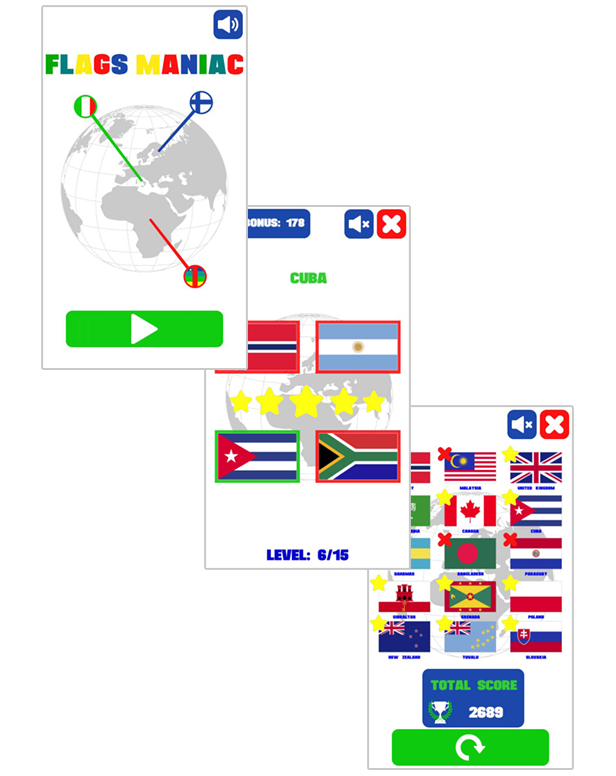 FLAGS MANIAC
BONUS: 178
CUBA
LEVEL: 6/15
MALAYSIA
UNITED KINGDOM
CANADA
CUBA
BAHAMAS
BANGLADESH
PARAGUAY
GIBRALTAR
GRENADA
POLAND
NEW ZEALAND
TUVALU
SLOVAKIA
TOTAL SCORE
2689